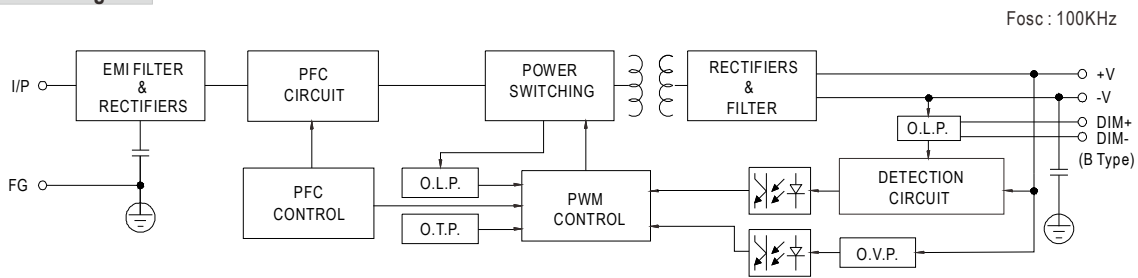 Fosc : 100KHz
I/P
EMI FILTER
&
RECTIFIERS
PFC
CIRCUIT
POWER
SWITCHING
RECTIFIERS
&
FILTER
+V
-V
DIM+
DIM-
(B Type)
O.L.P.
FG
PFC
CONTROL
O.L.P.
O.T.P.
PWM
CONTROL
DETECTION
CIRCUIT
O.V.P.